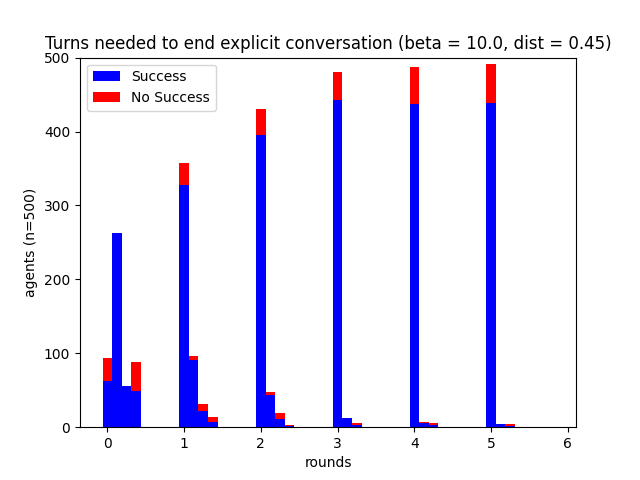 Turns needed to end explicit conversation (beta = 10.0, dist = 0.45)
500
400
300
200
100
0
agents (n=500)
Success
No Success
0 1 2 3 4 5 6
rounds